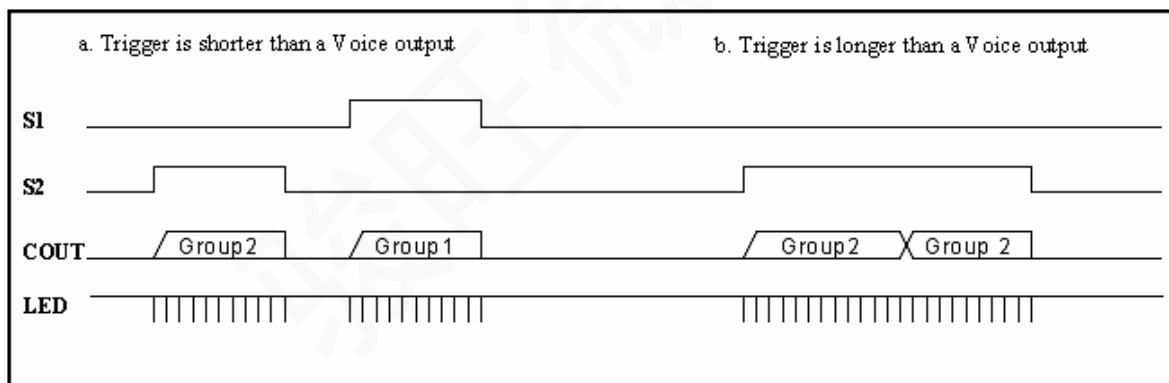 a. Trigger is shorter than a Voice output
b. Trigger is longer than a Voice output
S1
S2
COUT
Group2
Group1
Group2
Group 2
LED